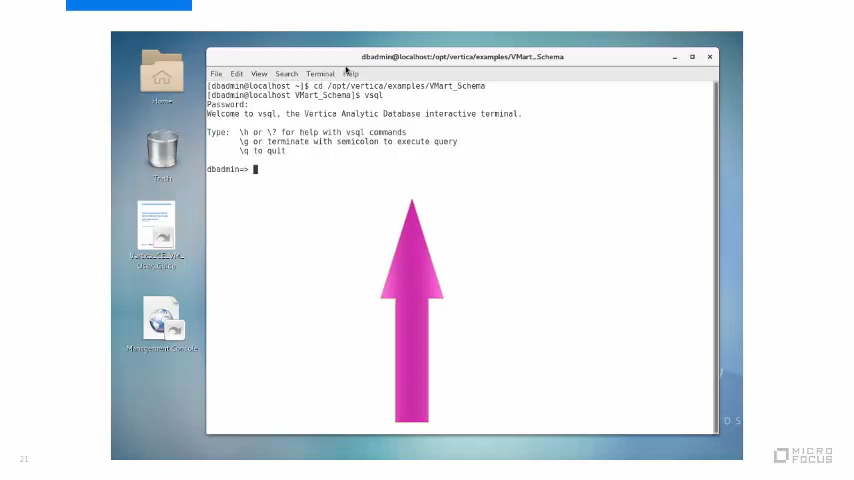 dbadmin@localhost:/opt/vertica/examples/VMart_Schema
File Edit View Search Terminal Help
[dbadmin@localhost ~]$ cd /opt/vertica/examples/VMart_Schema
[dbadmin@localhost VMart_Schema]$ vsql
Password:
Welcome to vsql, the Vertica Analytic Database interactive terminal.
Type: \h or \? for help with vsql commands
\g or terminate with semicolon to execute query
\q to quit
dbadmin=>
Home
Trash
Vertica_CE_VM_
User_Guide
Management Console
D S
21
MICRO
FOCUS